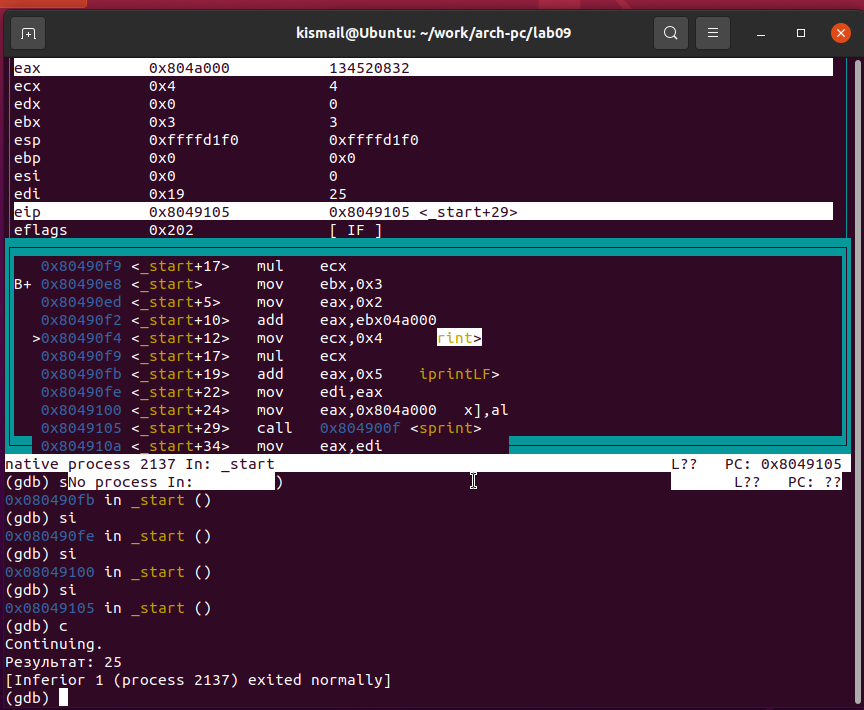 kismail@Ubuntu: ~/work/arch-pc/lab09
eax 0x804a000 134520832
ecx 0x4 4
edx 0x0 0
ebx 0x3 3
esp 0xffffd1f0 0xffffd1f0
ebp 0x0 0x0
esi 0x0 0
edi 0x19 25
eip 0x8049105 0x8049105 <_start+29>
eflags 0x202 [ IF ]
0x80490f9 <_start+17> mul ecx
B+ 0x80490e8 <_start> mov ebx,0x3
0x80490ed <_start+5> mov eax,0x2
0x80490f2 <_start+10> add eax,ebx04a000
>0x80490f4 <_start+12> mov ecx,0x4 rint>
0x80490f9 <_start+17> mul ecx
0x80490fb <_start+19> add eax,0x5 iprintLF>
0x80490fe <_start+22> mov edi,eax
0x8049100 <_start+24> mov eax,0x804a000 x],al
0x8049105 <_start+29> call 0x804900f <sprint>
0x804910a <_start+34> mov eax,edi
native process 2137 In: _start L?? PC: 0x8049105
(gdb) sNo process In: ) L?? PC: ??
0x080490fb in _start ()
(gdb) si
0x080490fe in _start ()
(gdb) si
0x08049100 in _start ()
(gdb) si
0x08049105 in _start ()
(gdb) c
Continuing.
Результат: 25
[Inferior 1 (process 2137) exited normally]
(gdb)